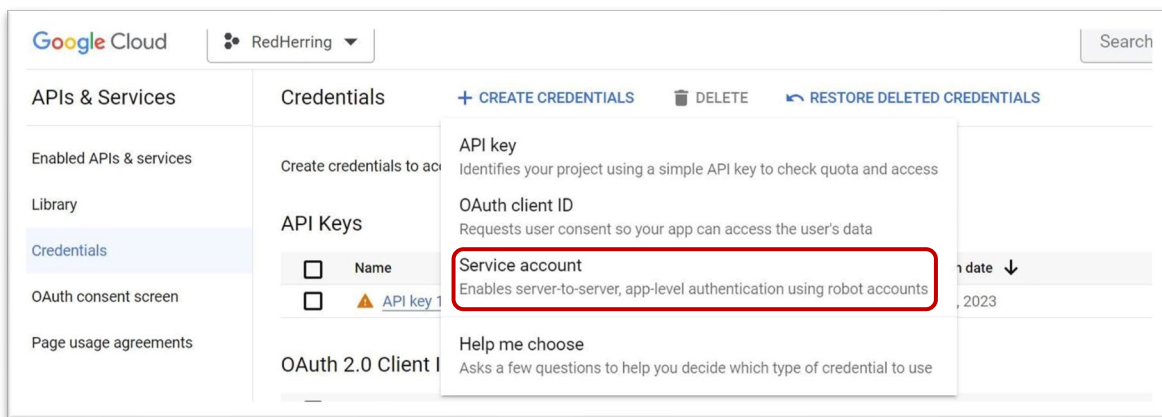 Google Cloud
RedHerring
Search
APIs & Services
Enabled APIs & services
Library
Credentials
OAuth consent screen
Page usage agreements
Credentials
+ CREATE CREDENTIALS
DELETE
RESTORE DELETED CREDENTIALS
Create credentials to acc
API key
Identifies your project using a simple API key to check quota and access
OAuth client ID
Requests user consent so your app can access the user's data
Service account
Enables server-to-server, app-level authentication using robot accounts
Help me choose
Asks a few questions to help you decide which type of credential to use
API Keys
Name
n date
API key 1
, 2023
OAuth 2.0 Client I